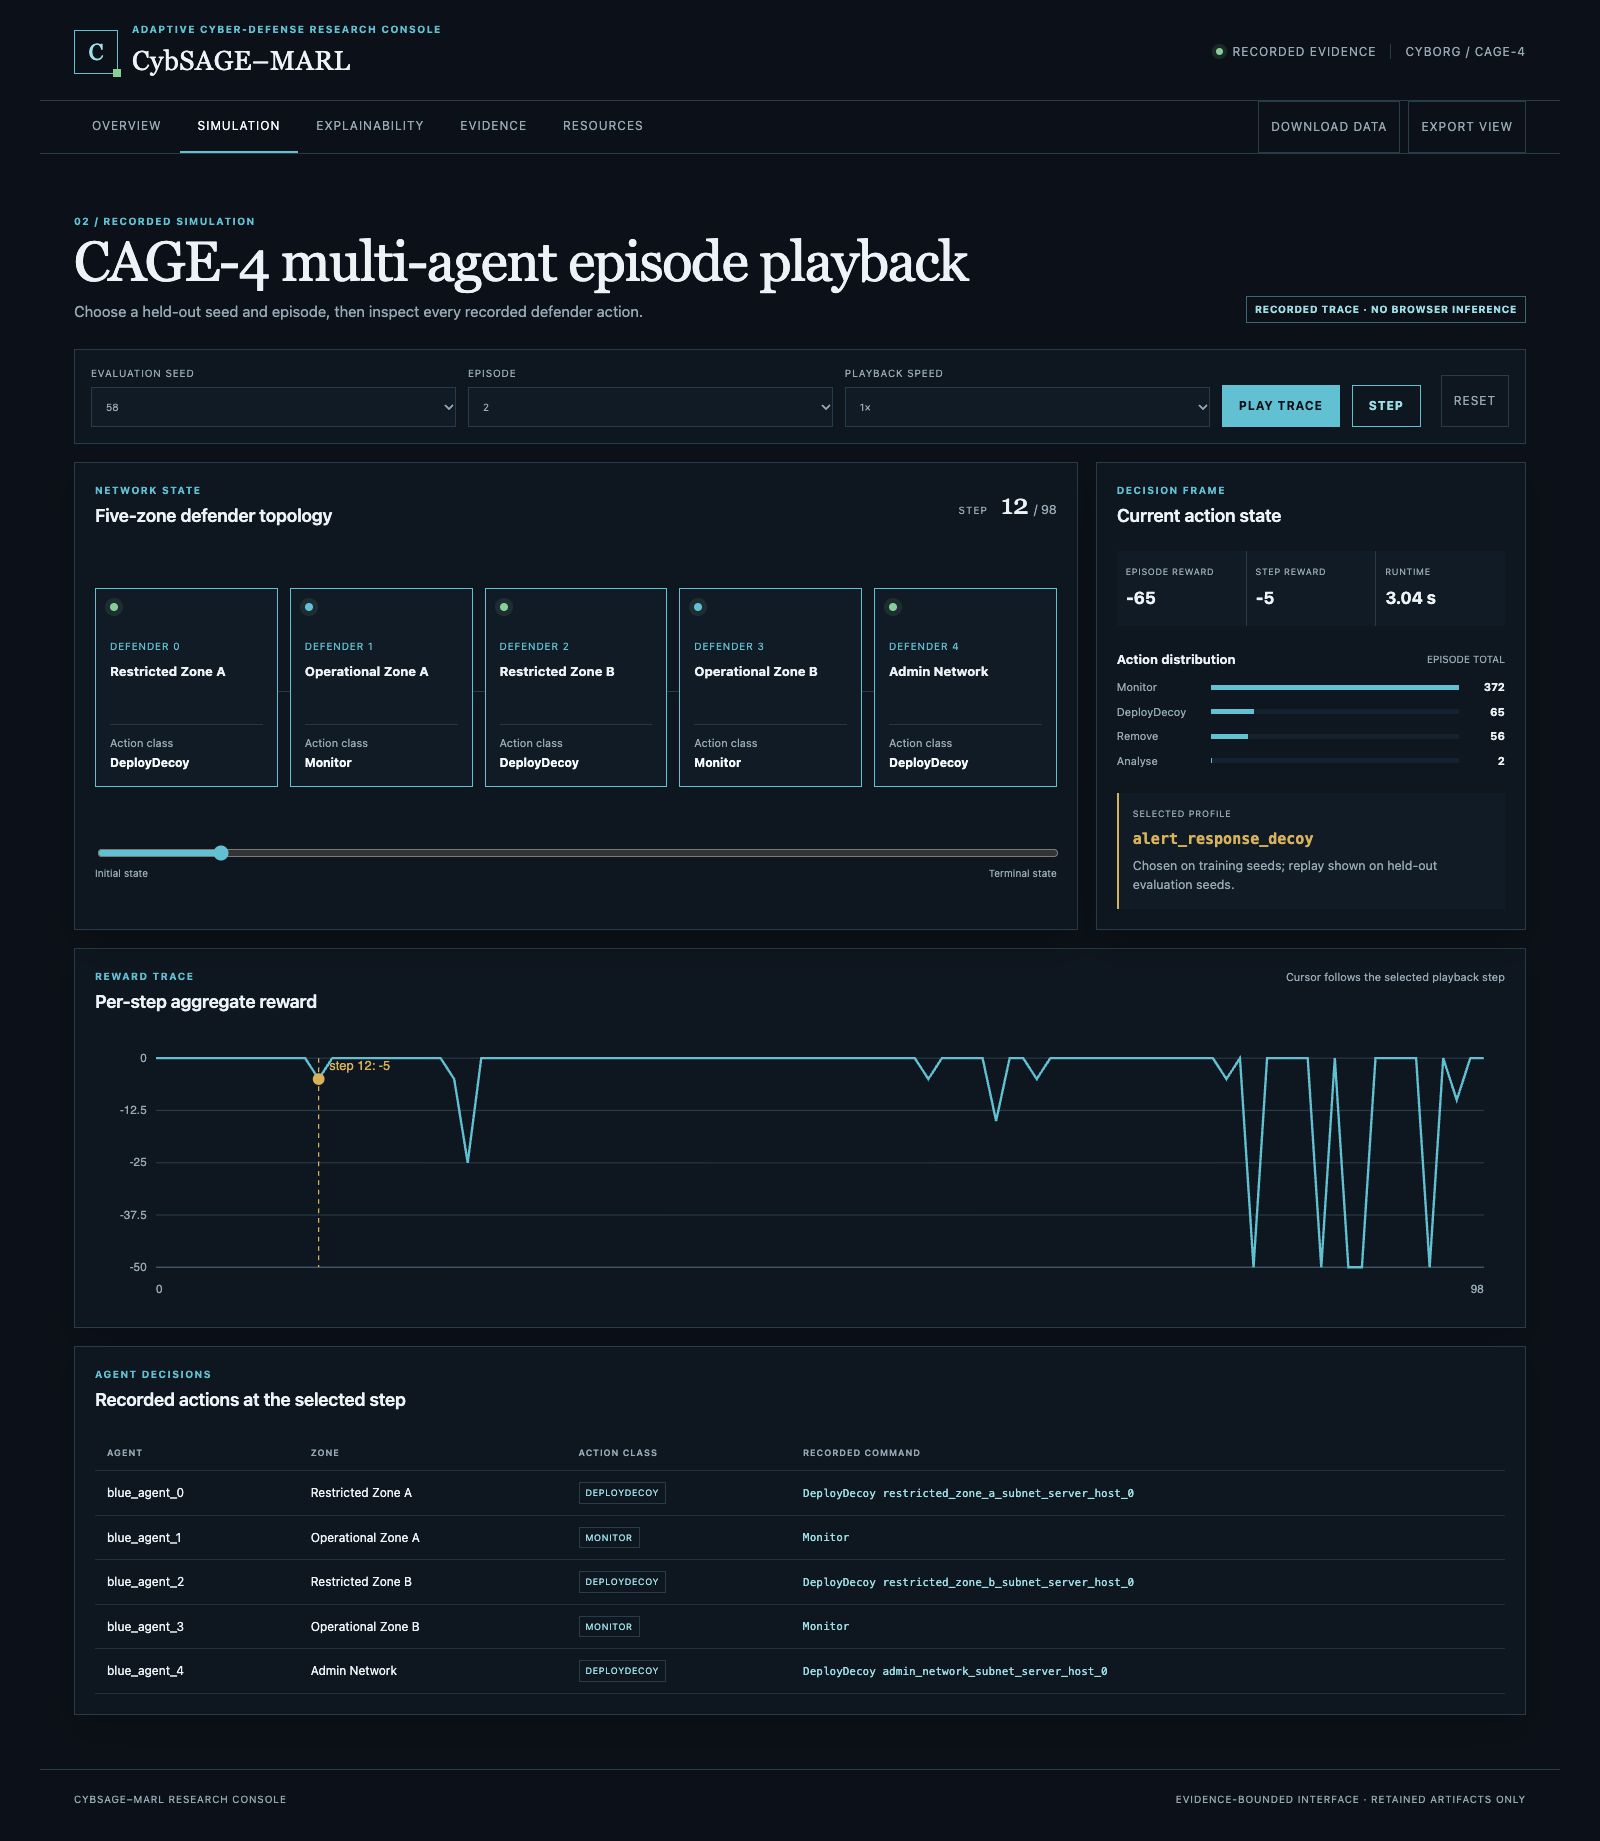 ADAPTIVE CYBER-DEFENSE RESEARCH CONSOLE
C
CybSAGE–MARL
RECORDED EVIDENCE
CYBORG / CAGE-4
OVERVIEW
SIMULATION
EXPLAINABILITY
EVIDENCE
RESOURCES
DOWNLOAD DATA
EXPORT VIEW
02 / RECORDED SIMULATION
CAGE-4 multi-agent episode playback
Choose a held-out seed and episode, then inspect every recorded defender action.
RECORDED TRACE · NO BROWSER INFERENCE
EVALUATION SEED
EPISODE
PLAYBACK SPEED
58
2
1x
PLAY TRACE
STEP
RESET
NETWORK STATE
Five-zone defender topology
STEP 12 / 98
DEFENDER 0
Restricted Zone A
Action class
DeployDecoy
DEFENDER 1
Operational Zone A
Action class
Monitor
DEFENDER 2
Restricted Zone B
Action class
DeployDecoy
DEFENDER 3
Operational Zone B
Action class
Monitor
DEFENDER 4
Admin Network
Action class
DeployDecoy
Initial state
Terminal state
DECISION FRAME
Current action state
EPISODE REWARD
-65
STEP REWARD
-5
RUNTIME
3.04 s
Action distribution
EPISODE TOTAL
Monitor 372
DeployDecoy 65
Remove 56
Analyse 2
SELECTED PROFILE
alert_response_decoy
Chosen on training seeds; replay shown on held-out
evaluation seeds.
REWARD TRACE
Per-step aggregate reward
Cursor follows the selected playback step
0
-12.5
-25
-37.5
-50
step 12: -5
0
98
AGENT DECISIONS
Recorded actions at the selected step
AGENT ZONE ACTION CLASS RECORDED COMMAND
blue_agent_0 Restricted Zone A DEPLOYDECOY DeployDecoy restricted_zone_a_subnet_server_host_0
blue_agent_1 Operational Zone A MONITOR Monitor
blue_agent_2 Restricted Zone B DEPLOYDECOY DeployDecoy restricted_zone_b_subnet_server_host_0
blue_agent_3 Operational Zone B MONITOR Monitor
blue_agent_4 Admin Network DEPLOYDECOY DeployDecoy admin_network_subnet_server_host_0
CYBSAGE–MARL RESEARCH CONSOLE
EVIDENCE-BOUNDED INTERFACE · RETAINED ARTIFACTS ONLY